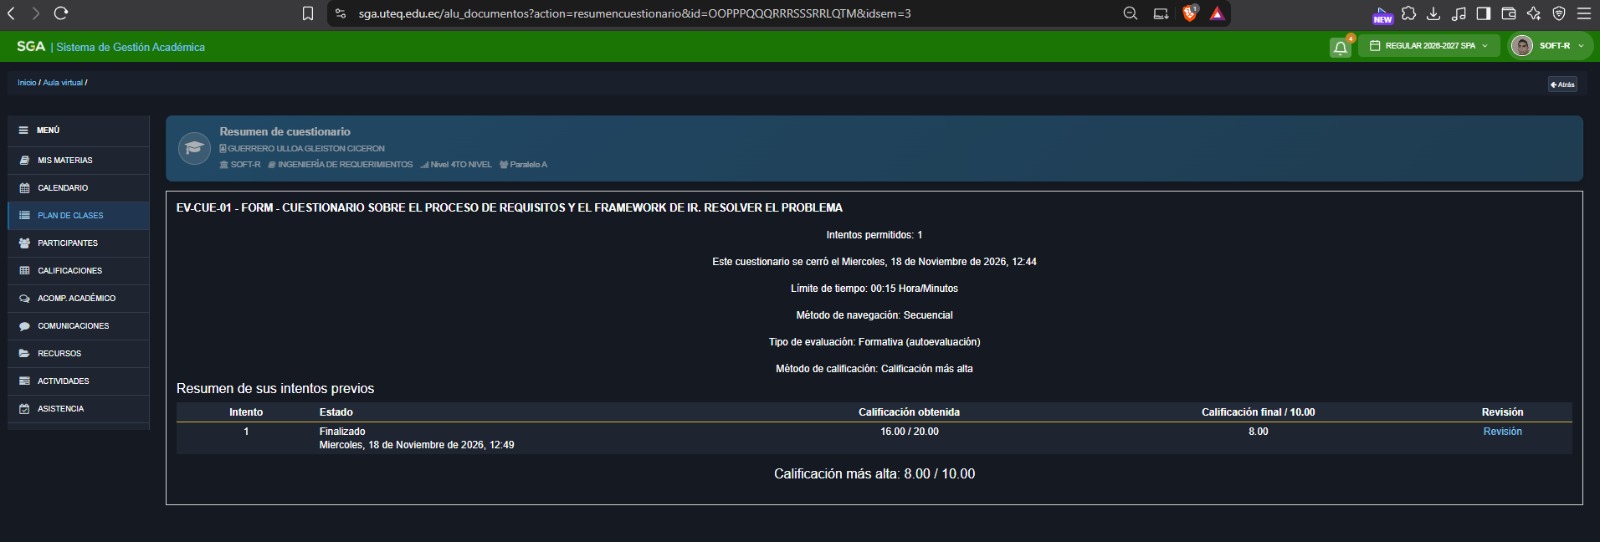 sga.uteq.edu.ec/alu_documentos?action=resumencuestionario&id=OOPPPQQQRRRSSSRRLQTM&idsem=3
1
NEW
SGA | Sistema de Gestión Académica
4
REGULAR 2026-2027 SPA
SOFT-R
Inicio / Aula virtual /
Atrás
MENÚ
MIS MATERIAS
CALENDARIO
PLAN DE CLASES
PARTICIPANTES
CALIFICACIONES
ACOMP. ACADÉMICO
COMUNICACIONES
RECURSOS
ACTIVIDADES
ASISTENCIA
Resumen de cuestionario
GUERRERO ULLOA GLEISTON CICERON
SOFT-R INGENIERÍA DE REQUERIMIENTOS Nivel 4TO NIVEL Paralelo A
EV-CUE-01 - FORM - CUESTIONARIO SOBRE EL PROCESO DE REQUISITOS Y EL FRAMEWORK DE IR. RESOLVER EL PROBLEMA
Intentos permitidos: 1
Este cuestionario se cerró el Miercoles, 18 de Noviembre de 2026, 12:44
Límite de tiempo: 00:15 Hora/Minutos
Método de navegación: Secuencial
Tipo de evaluación: Formativa (autoevaluación)
Método de calificación: Calificación más alta
Resumen de sus intentos previos
Intento Estado Calificación obtenida Calificación final / 10.00 Revisión
1 Finalizado 16.00 / 20.00 8.00 Revisión
Miercoles, 18 de Noviembre de 2026, 12:49
Calificación más alta: 8.00 / 10.00